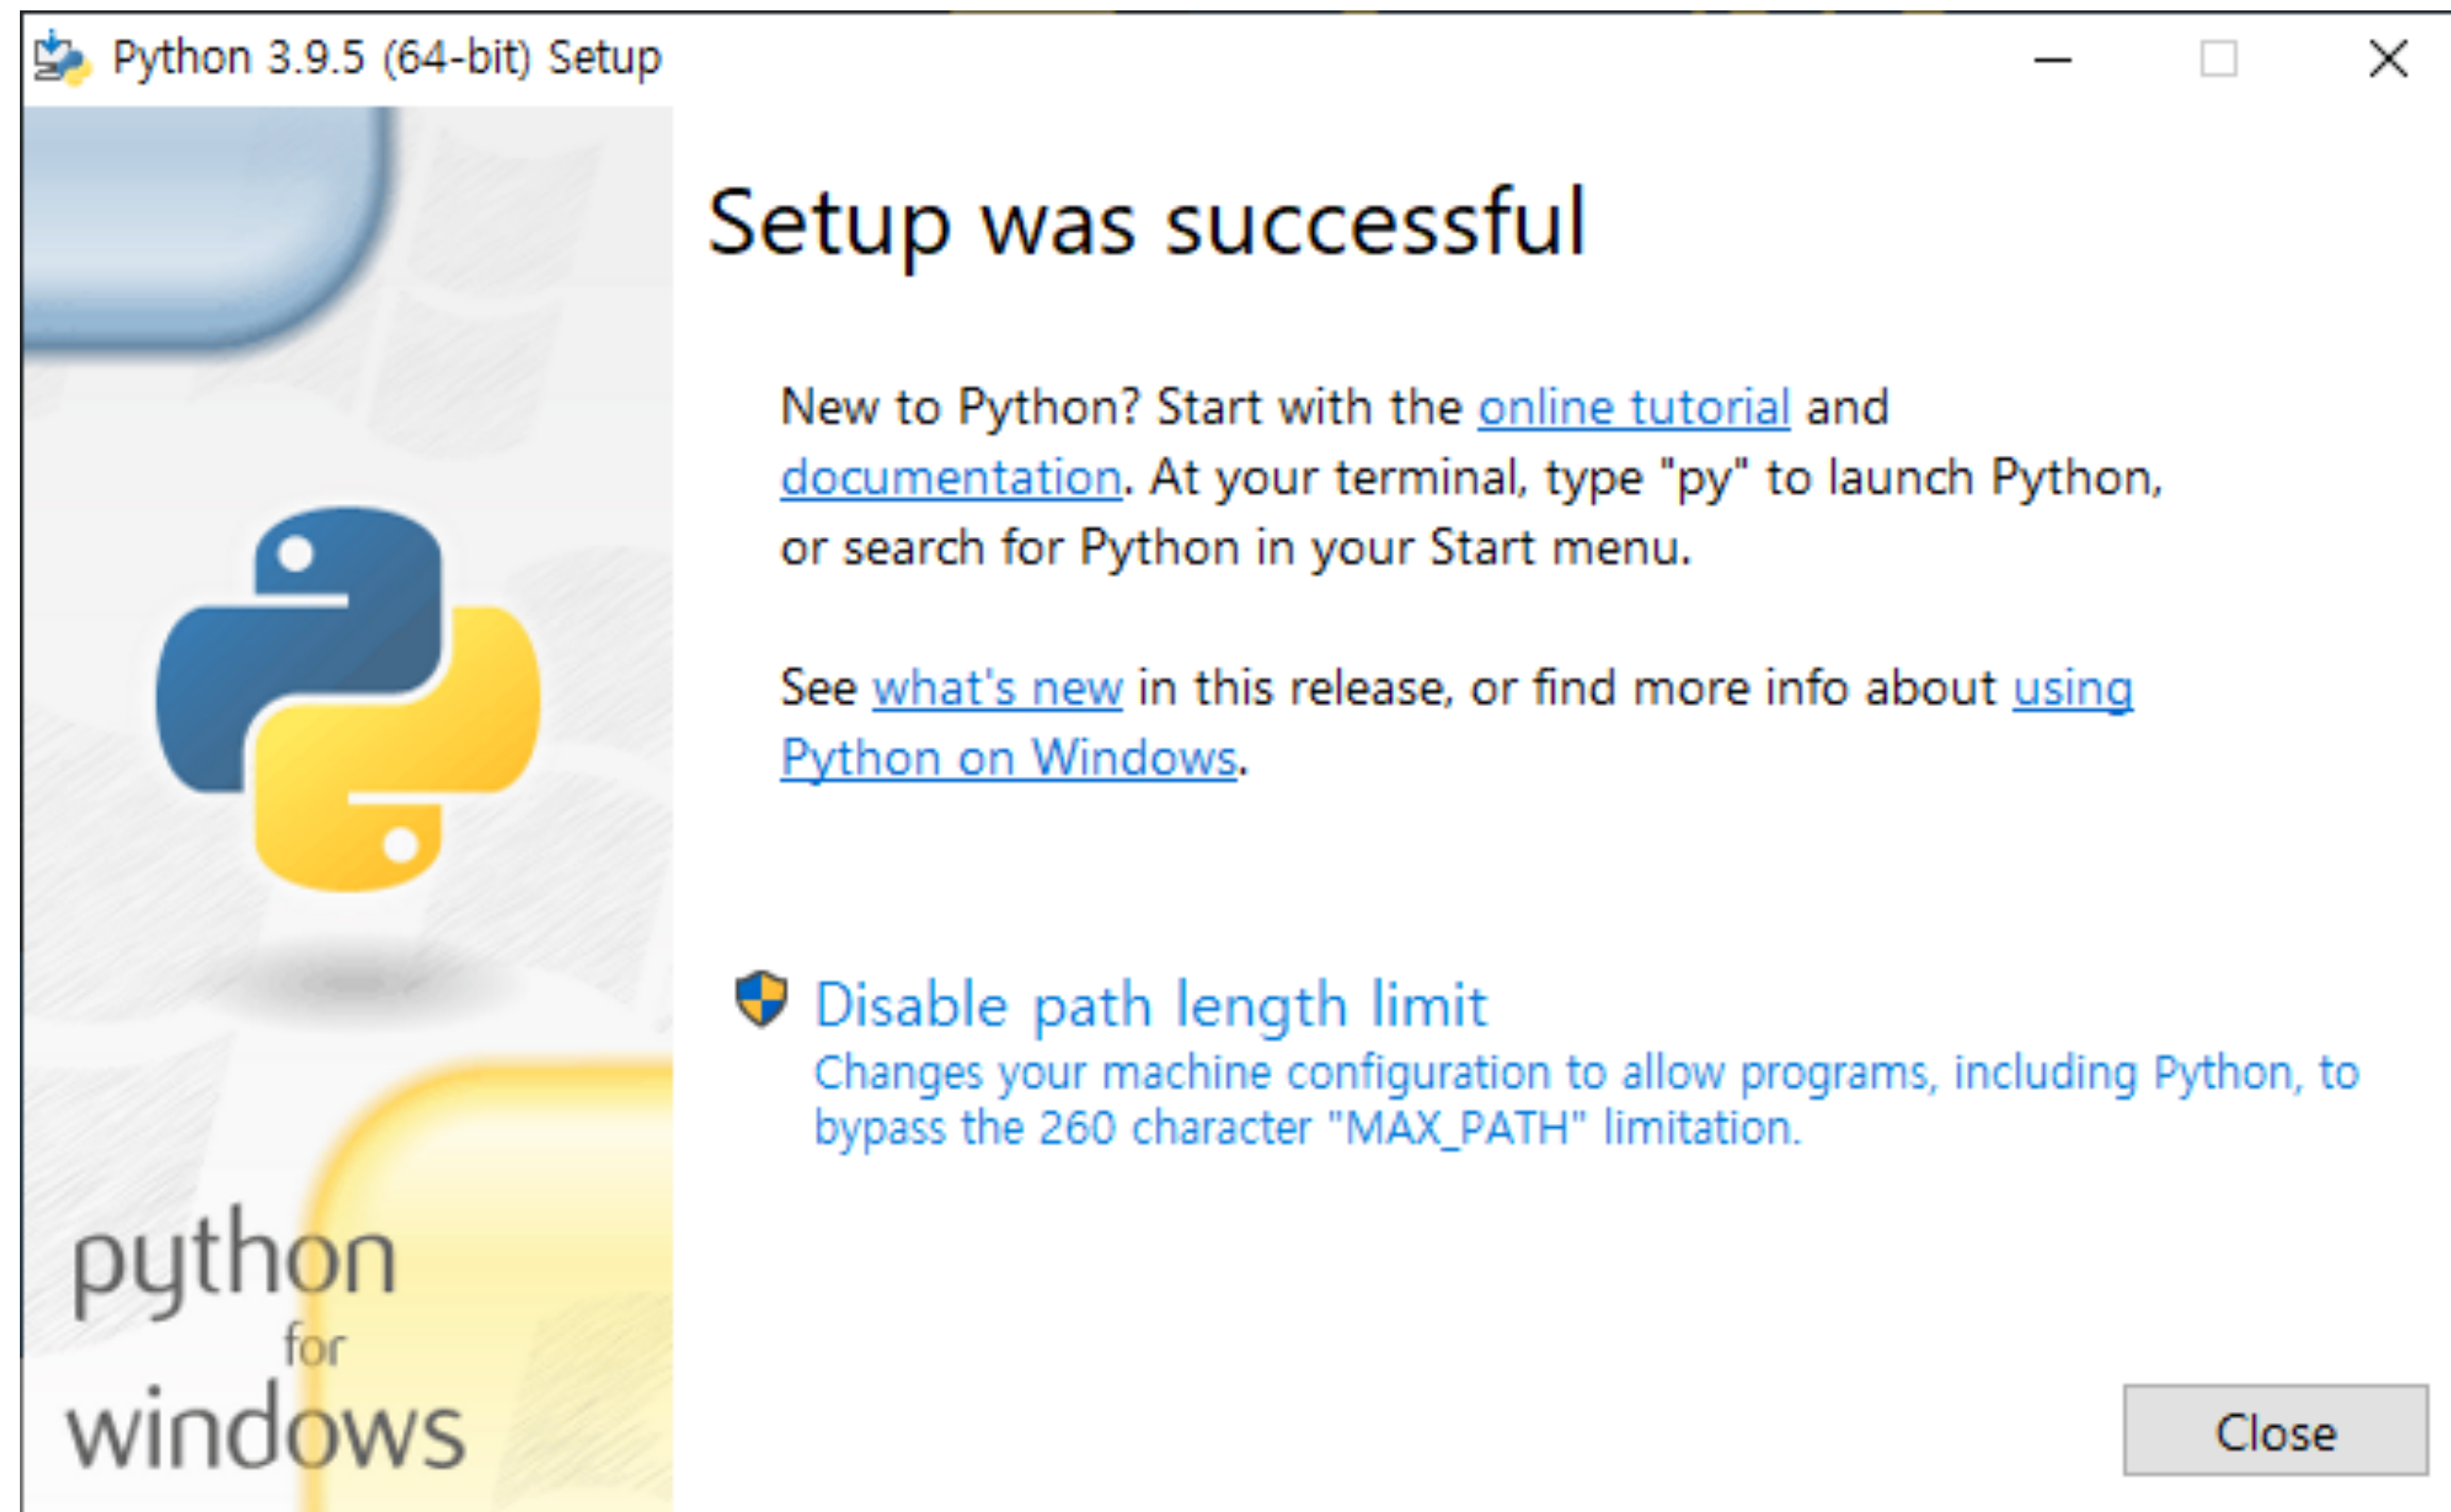 Python 3.9.5 (64-bit) Setup
Setup was successful
New to Python? Start with the online tutorial and
documentation. At your terminal, type "py" to launch Python,
or search for Python in your Start menu.
See what's new in this release, or find more info about using
Python on Windows.
Disable path length limit
Changes your machine configuration to allow programs, including Python, to
bypass the 260 character "MAX_PATH" limitation.
python
for
windows
Close